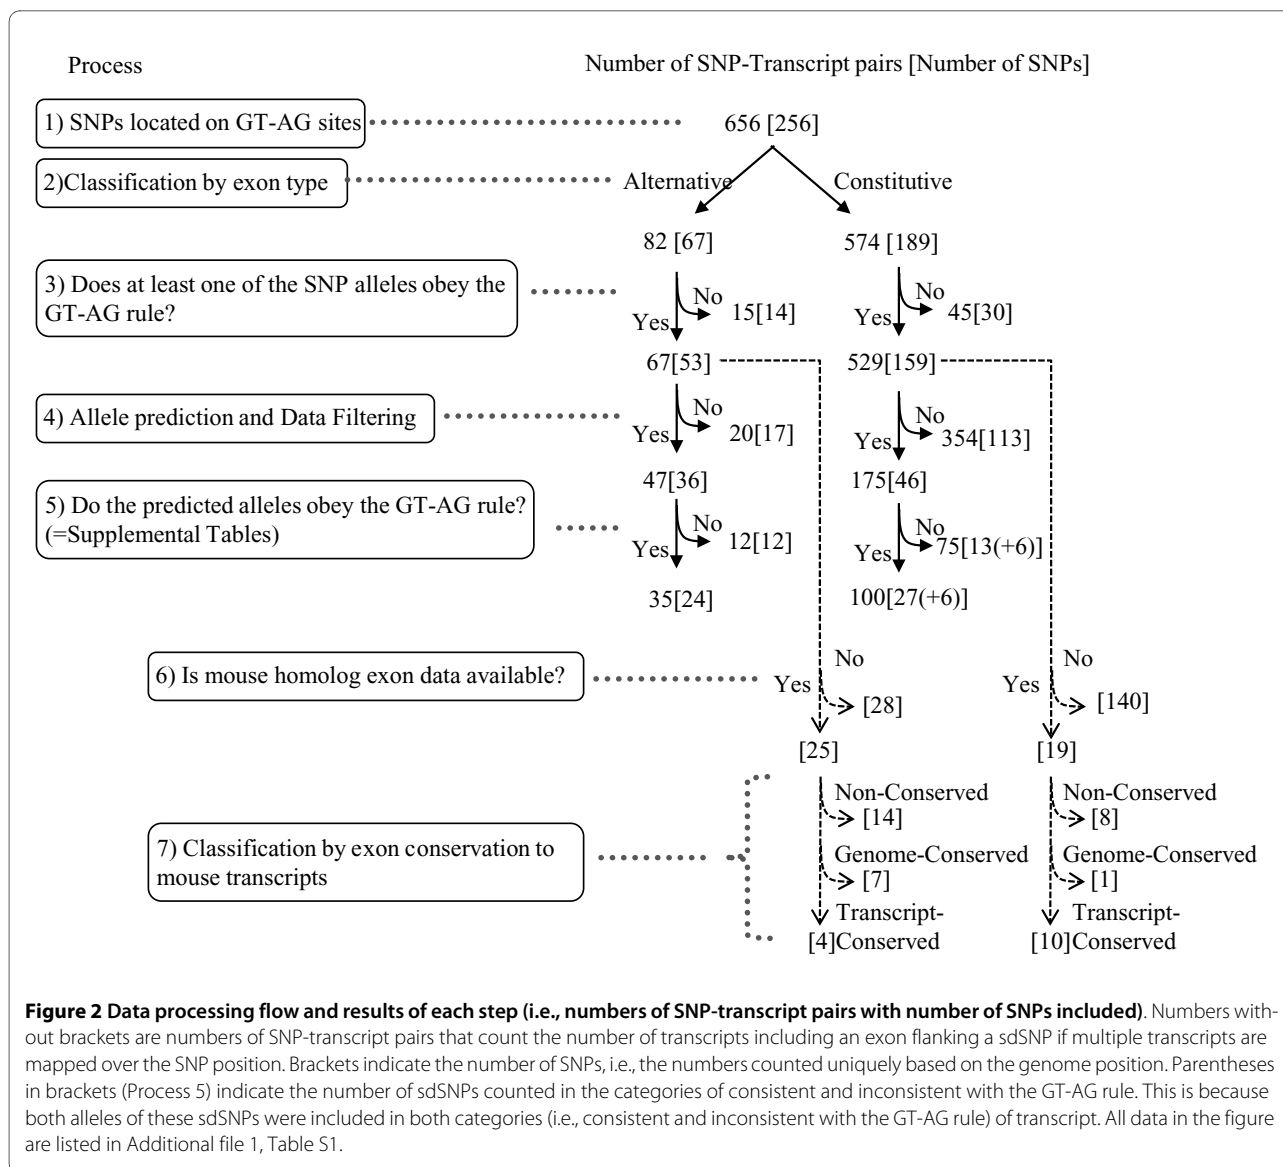 Process
Number of SNP-Transcript pairs [Number of SNPs]
1) SNPs located on GT-AG sites
656 [256]
2)Classification by exon type
Alternative
Constitutive
82 [67]
574 [189]
3) Does at least one of the SNP alleles obey the
GT-AG rule?
No
15[14]
Yes
No
45[30]
Yes
67[53]
529[159]
4) Allele prediction and Data Filtering
No
20[17]
Yes
No
354[113]
Yes
47[36]
175[46]
5) Do the predicted alleles obey the GT-AG rule?
(=Supplemental Tables)
No
12[12]
Yes
No
75[13(+6)]
Yes
35[24]
100[27(+6)]
6) Is mouse homolog exon data available?
No
Yes
[28]
No
Yes
[140]
[25]
[19]
7) Classification by exon conservation to
mouse transcripts
Non-Conserved
[14]
Genome-Conserved
[7]
Transcript-
[4]Conserved
Non-Conserved
[8]
Genome-Conserved
[1]
Transcript-
[10]Conserved
Figure 2 Data processing flow and results of each step (i.e., numbers of SNP-transcript pairs with number of SNPs included). Numbers with-
out brackets are numbers of SNP-transcript pairs that count the number of transcripts including an exon flanking a sdSNP if multiple transcripts are
mapped over the SNP position. Brackets indicate the number of SNPs, i.e., the numbers counted uniquely based on the genome position. Parentheses
in brackets (Process 5) indicate the number of sdSNPs counted in the categories of consistent and inconsistent with the GT-AG rule. This is because
both alleles of these sdSNPs were included in both categories (i.e., consistent and inconsistent with the GT-AG rule) of transcript. All data in the figure
are listed in Additional file 1, Table S1.